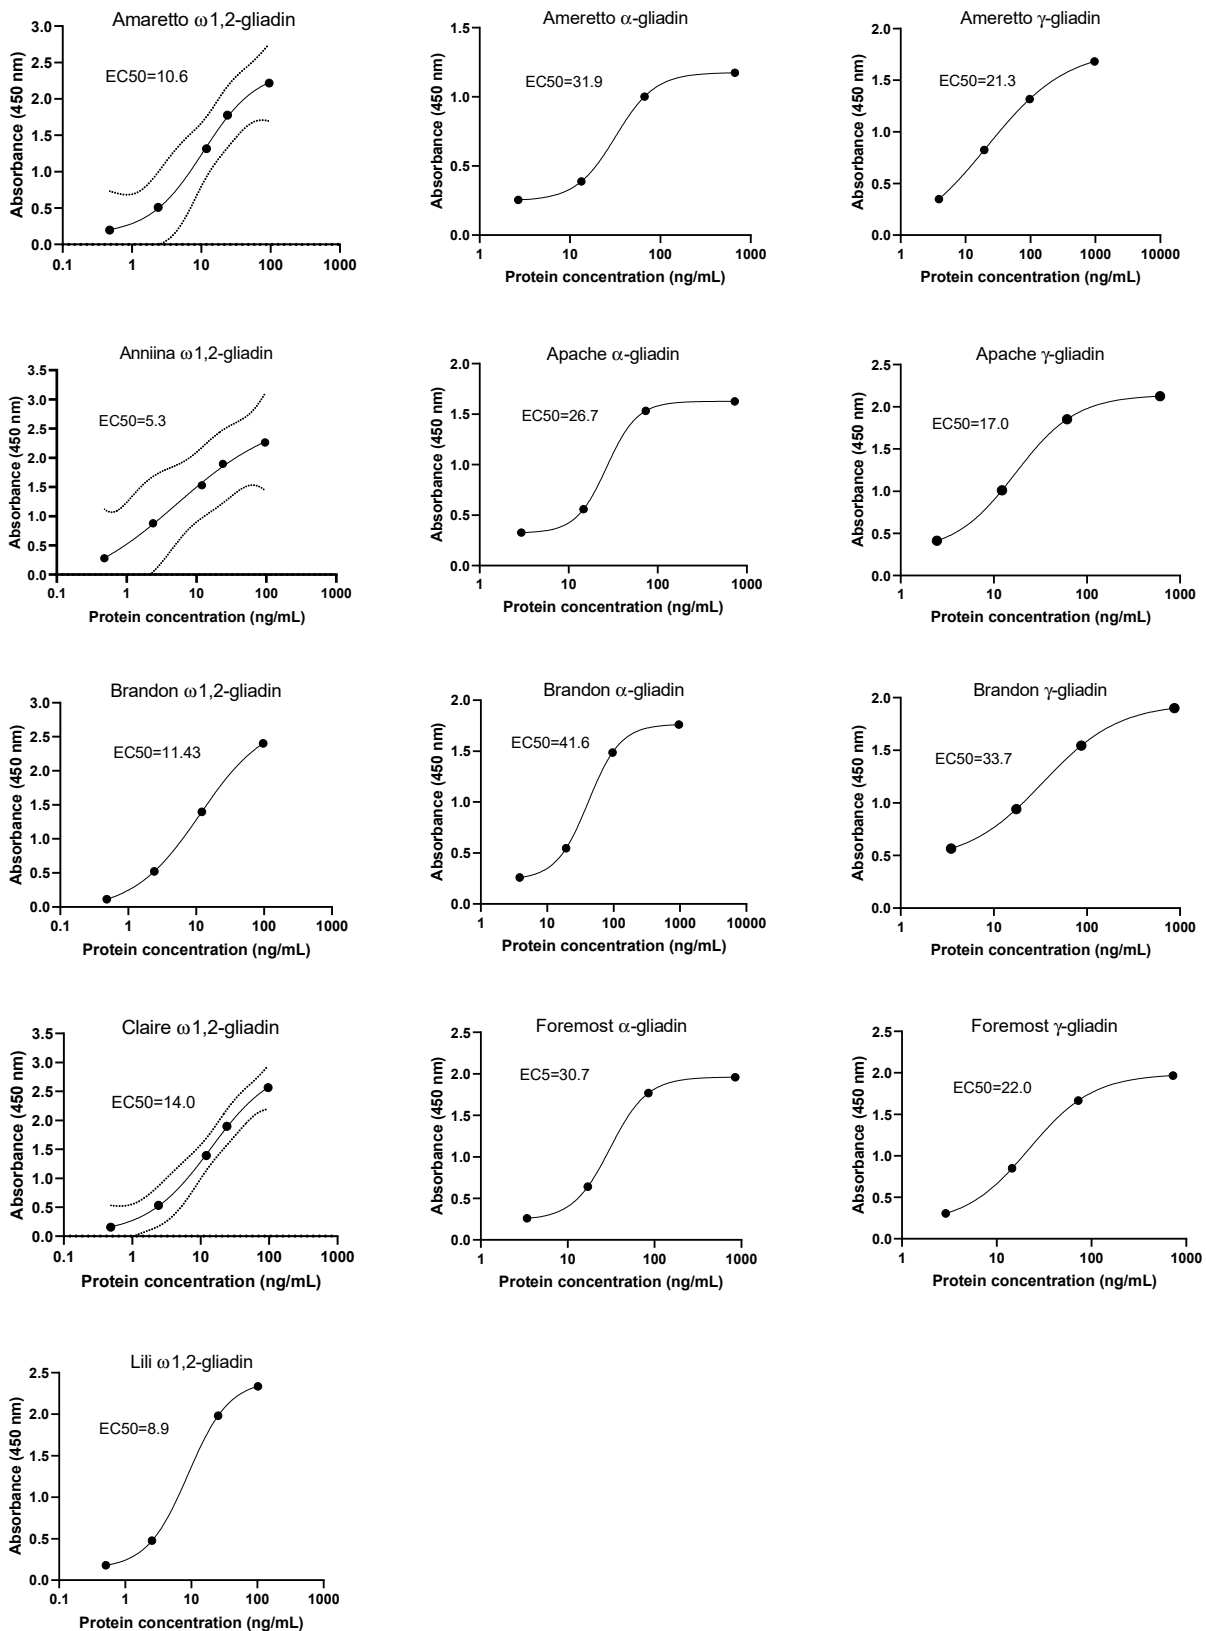 Amaretto ω1,2-gliadin
Absorbance (450 nm)
3.0
2.5
2.0
1.5
1.0
0.5
0.0
EC50=10.6
0.1 1 10 100 1000
Ameretto α-gliadin
Absorbance (450 nm)
1.5
1.0
0.5
0.0
EC50=31.9
1 10 100 1000
Protein concentration (ng/mL)
Ameretto γ-gliadin
Absorbance (450 nm)
2.0
1.5
1.0
0.5
0.0
EC50=21.3
1 10 100 1000 10000
Protein concentration (ng/mL)
Anniina ω1,2-gliadin
Absorbance (450 nm)
3.5
3.0
2.5
2.0
1.5
1.0
0.5
0.0
EC50=5.3
0.1 1 10 100 1000
Protein concentration (ng/mL)
Apache α-gliadin
Absorbance (450 nm)
2.0
1.5
1.0
0.5
0.0
EC50=26.7
1 10 100 1000
Protein concentration (ng/mL)
Apache γ-gliadin
Absorbance (450 nm)
2.5
2.0
1.5
1.0
0.5
0.0
EC50=17.0
1 10 100 1000
Protein concentration (ng/mL)
Brandon ω1,2-gliadin
Absorbance (450 nm)
3.0
2.5
2.0
1.5
1.0
0.5
0.0
EC50=11.43
0.1 1 10 100 1000
Protein concentration (ng/mL)
Brandon α-gliadin
Absorbance (450 nm)
2.0
1.5
1.0
0.5
0.0
EC50=41.6
1 10 100 1000 10000
Protein concentration (ng/mL)
Brandon γ-gliadin
Absorbance (450 nm)
2.0
1.5
1.0
0.5
0.0
EC50=33.7
1 10 100 1000
Protein concentration (ng/mL)
Claire ω1,2-gliadin
Absorbance (450 nm)
3.5
3.0
2.5
2.0
1.5
1.0
0.5
0.0
EC50=14.0
0.1 1 10 100 1000
Protein concentration (ng/mL)
Foremost α-gliadin
Absorbance (450 nm)
2.5
2.0
1.5
1.0
0.5
0.0
EC5=30.7
1 10 100 1000
Protein concentration (ng/mL)
Foremost γ-gliadin
Absorbance (450 nm)
2.5
2.0
1.5
1.0
0.5
0.0
EC50=22.0
1 10 100 1000
Protein concentration (ng/mL)
Lili ω1,2-gliadin
Absorbance (450 nm)
2.5
2.0
1.5
1.0
0.5
0.0
EC50=8.9
0.1 1 10 100 1000
Protein concentration (ng/mL)